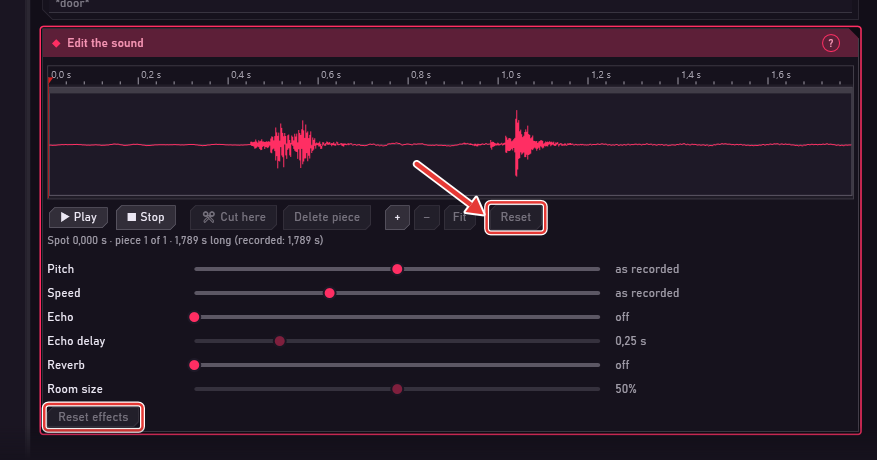 *door*
Edit the sound
?
0,0 s 0,2 s 0,4 s 0,6 s 0,8 s 1,0 s 1,2 s 1,4 s 1,6 s
Play Stop Cut here Delete piece + − Fit Reset
Spot 0,000 s · piece 1 of 1 · 1,789 s long (recorded: 1,789 s)
Pitch as recorded
Speed as recorded
Echo off
Echo delay 0,25 s
Reverb off
Room size 50%
Reset effects